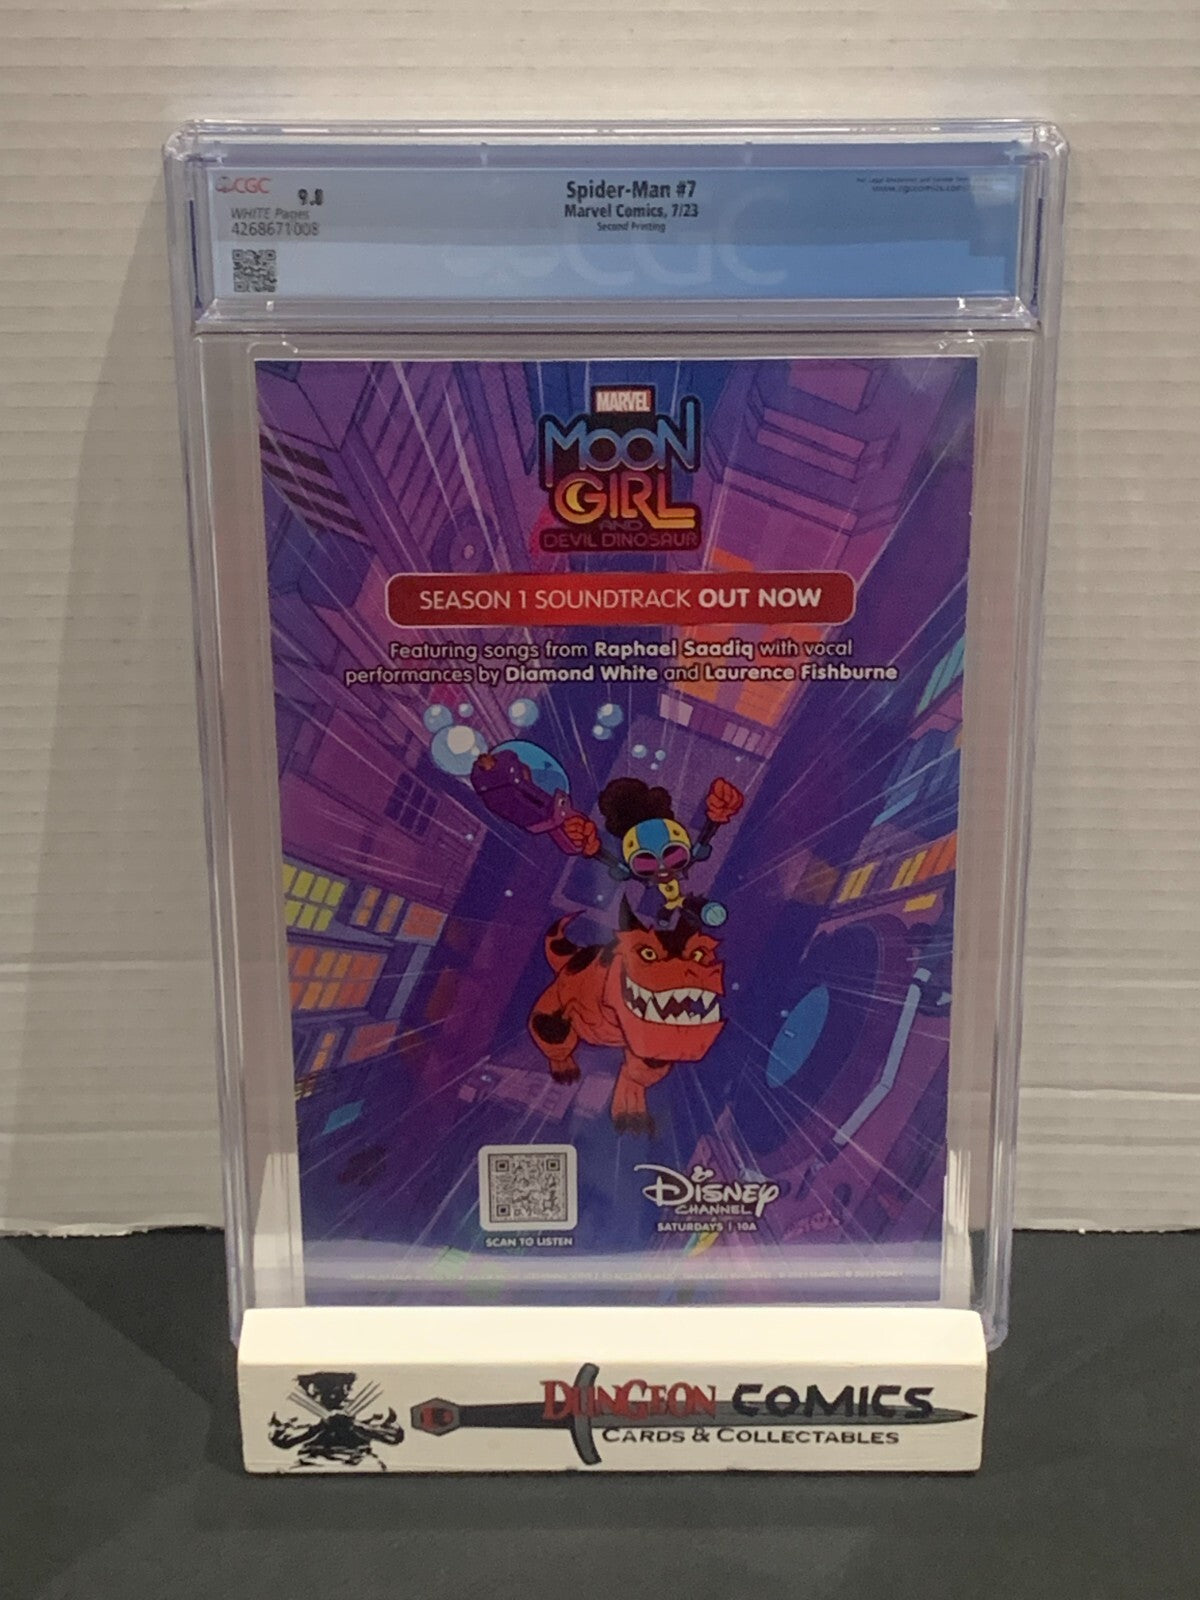 CGC
9.8
WHITE Pages
4268671008
Spider-Man #7
Marvel Comics, 7/23
Second Printing
CGC
MARVEL
MOON
GIRL
AND
DEVIL DINOSAUR
SEASON 1 SOUNDTRACK OUT NOW
Featuring songs from Raphael Saadiq with vocal
performances by Diamond White and Laurence Fishburne
SCAN TO LISTEN
Disney
CHANNEL
SATURDAYS | 10A
DUNGEON COMICS
CARDS & COLLECTABLES